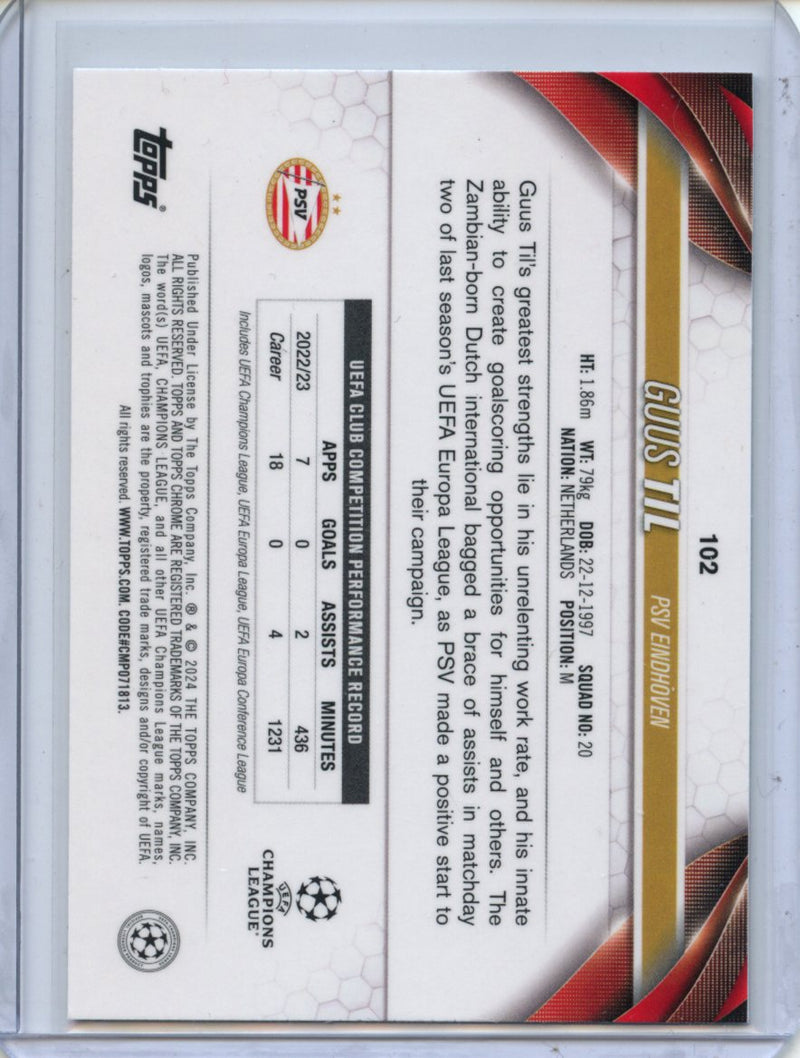 102
GUUS TIL PSV EINDHOVEN
HT: 1.86m WT: 79kg DOB: 22-12-1997 SQUAD NO: 20
NATION: NETHERLANDS POSITION: M
Guus Til's greatest strengths lie in his unrelenting work rate, and his innate
ability to create goalscoring opportunities for himself and others. The
Zambian-born Dutch international bagged a brace of assists in matchday
two of last season's UEFA Europa League, as PSV made a positive start to
their campaign.
PSV
UEFA CLUB COMPETITION PERFORMANCE RECORD
APPS GOALS ASSISTS MINUTES
2022/23 7 0 2 436
Career 18 0 4 1231
Includes UEFA Champions League, UEFA Europa League, UEFA Europa Conference League
UEFA
CHAMPIONS
LEAGUE®
topps®
Published Under License by The Topps Company, Inc. ® & © 2024 THE TOPPS COMPANY, INC.
ALL RIGHTS RESERVED. TOPPS AND TOPPS CHROME ARE REGISTERED TRADEMARKS OF THE TOPPS COMPANY, INC.
The word(s) UEFA, CHAMPIONS LEAGUE, and all other UEFA Champions League marks, names,
logos, mascots and trophies are the property, registered trade marks, designs and/or copyright of UEFA.
All rights reserved. WWW.TOPPS.COM. CODE#CMP071813.